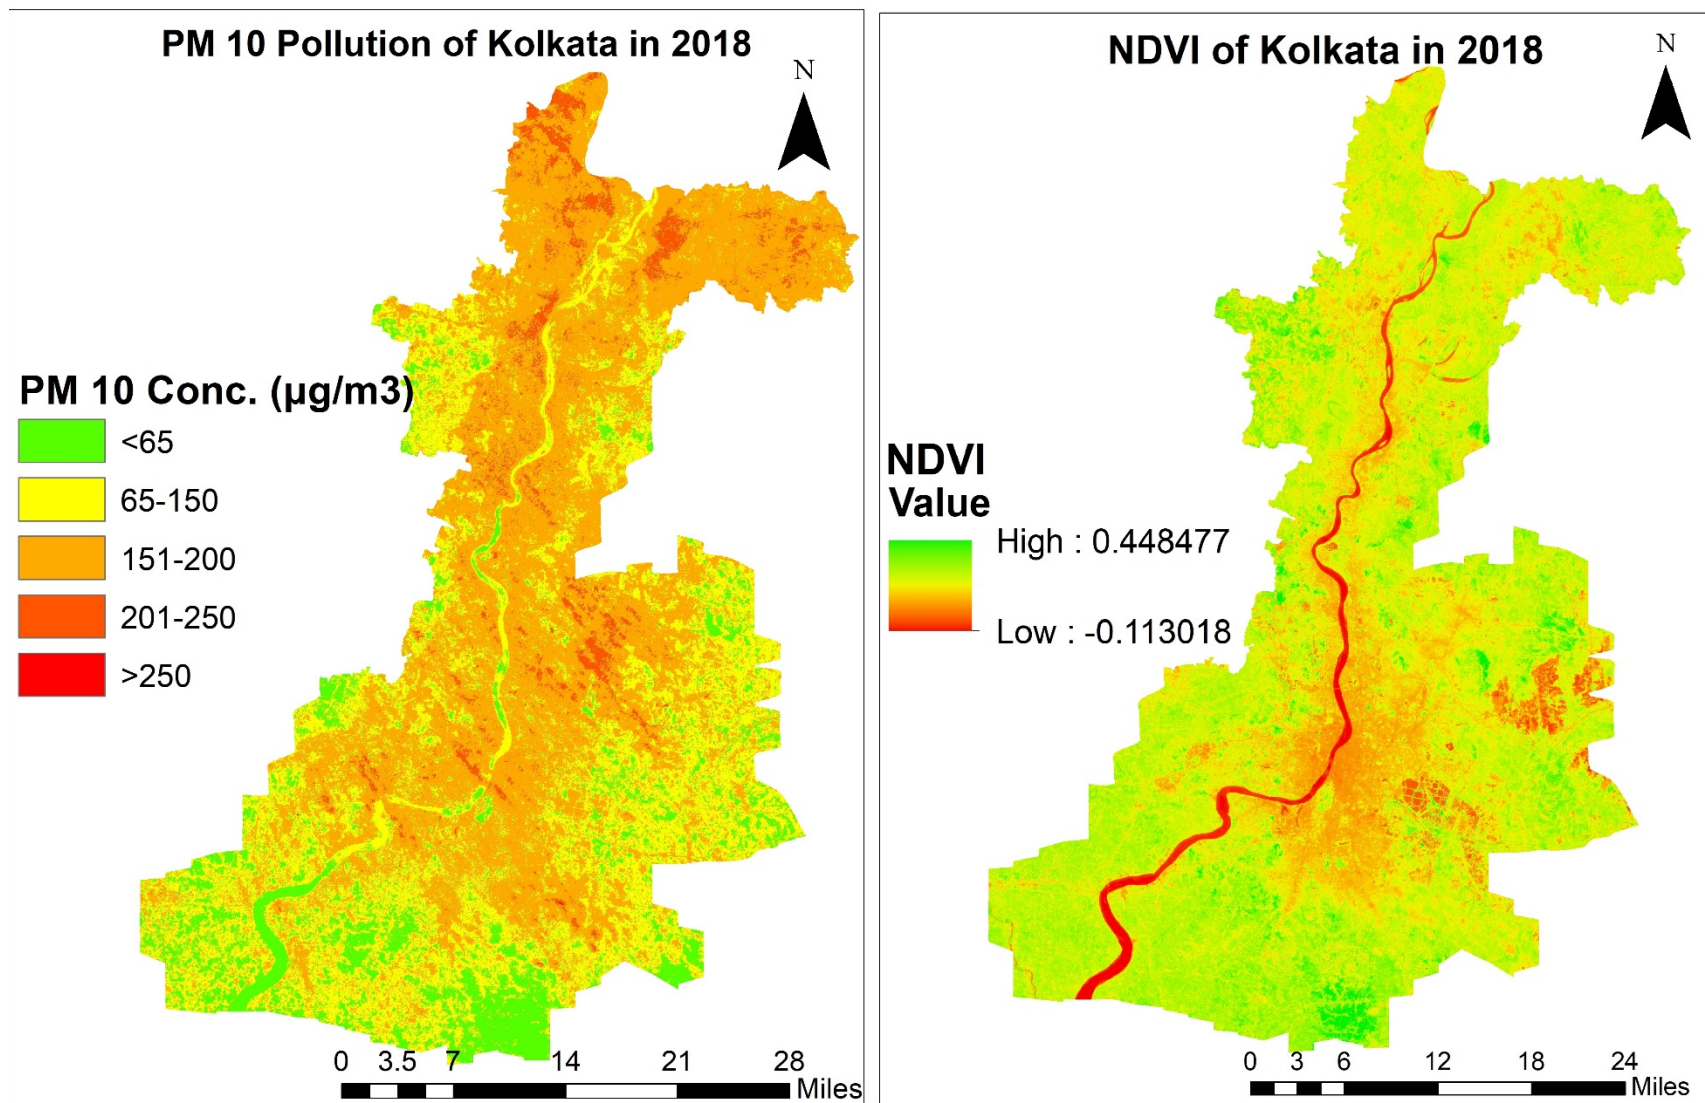 PM 10 Pollution of Kolkata in 2018
N
PM 10 Conc. (µg/m3)
<65
65-150
151-200
201-250
>250
0 3.5 7 14 21 28
Miles
NDVI of Kolkata in 2018
N
NDVI
Value
High : 0.448477
Low : -0.113018
0 3 6 12 18 24
Miles